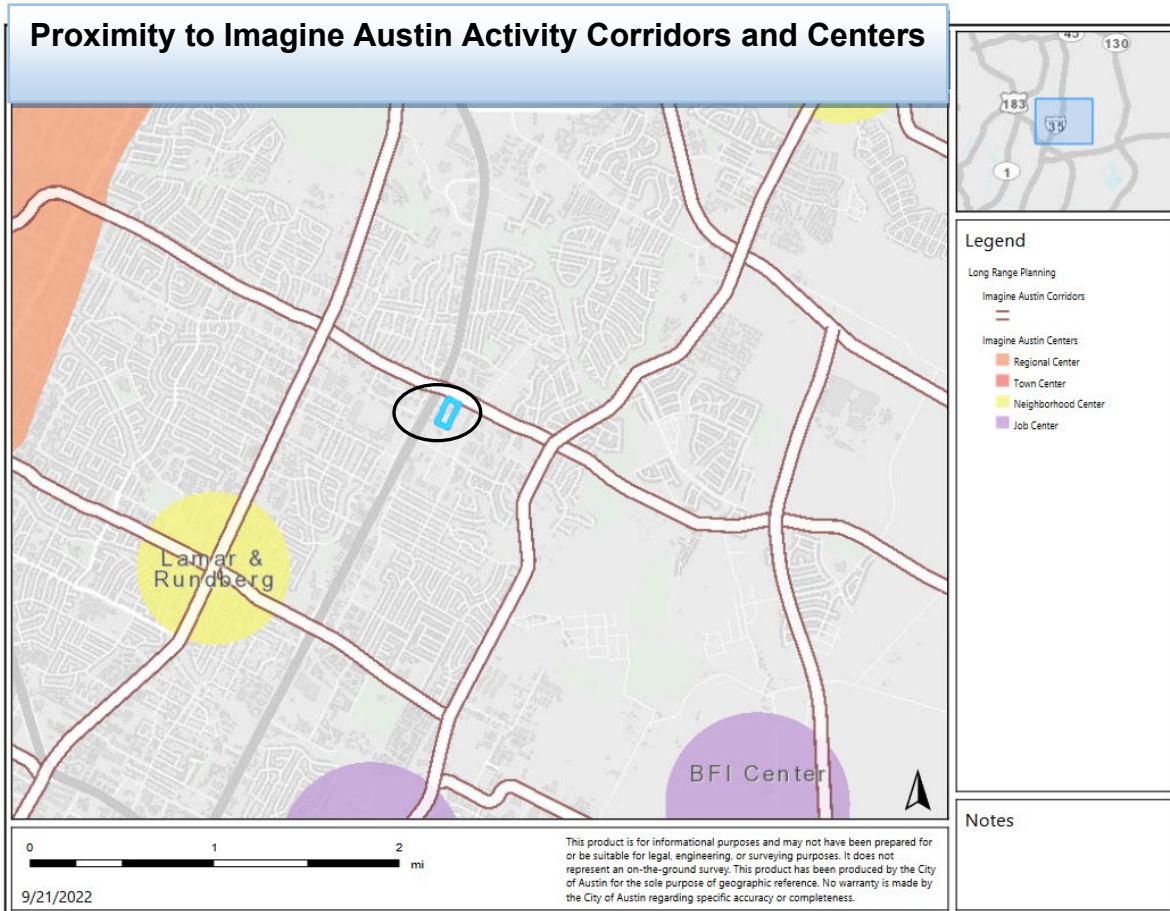 Proximity to Imagine Austin Activity Corridors and Centers
45
130
183
35
1
Lamar &
Rundberg
BFI Center
Legend
Long Range Planning
Imagine Austin Corridors
Imagine Austin Centers
Regional Center
Town Center
Neighborhood Center
Job Center
Notes
0 1 2
mi
9/21/2022
This product is for informational purposes and may not have been prepared for
or be suitable for legal, engineering, or surveying purposes. It does not
represent an on-the-ground survey. This product has been produced by the City
of Austin for the sole purpose of geographic reference. No warranty is made by
the City of Austin regarding specific accuracy or completeness.